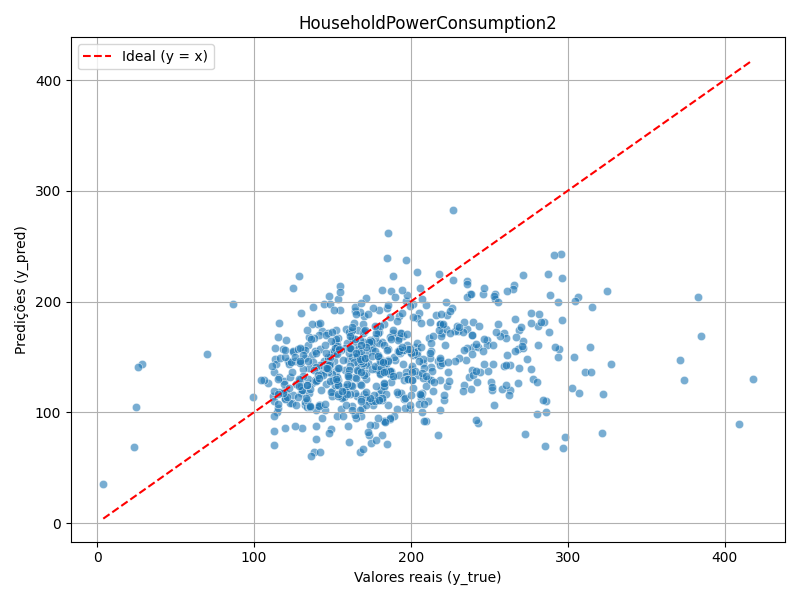 HouseholdPowerConsumption2
Ideal (y = x)
400
300
200
100
0
Predições (y_pred)
0 100 200 300 400
Valores reais (y_true)